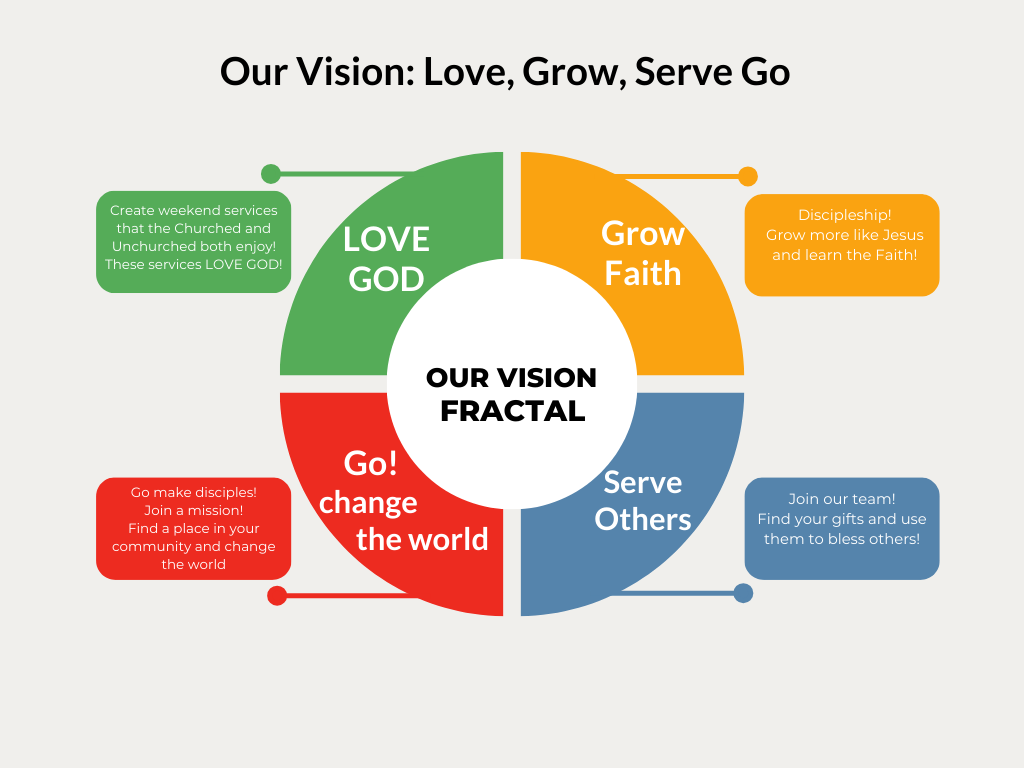 Our Vision: Love, Grow, Serve Go
Create weekend services
that the Churched and
Unchurched both enjoy!
These services LOVE GOD!
LOVE
GOD
Grow
Faith
Discipleship!
Grow more like Jesus
and learn the Faith!
OUR VISION
FRACTAL
Go make disciples!
Join a mission!
Find a place in your
community and change
the world
Go!
change
the world
Serve
Others
Join our team!
Find your gifts and use
them to bless others!